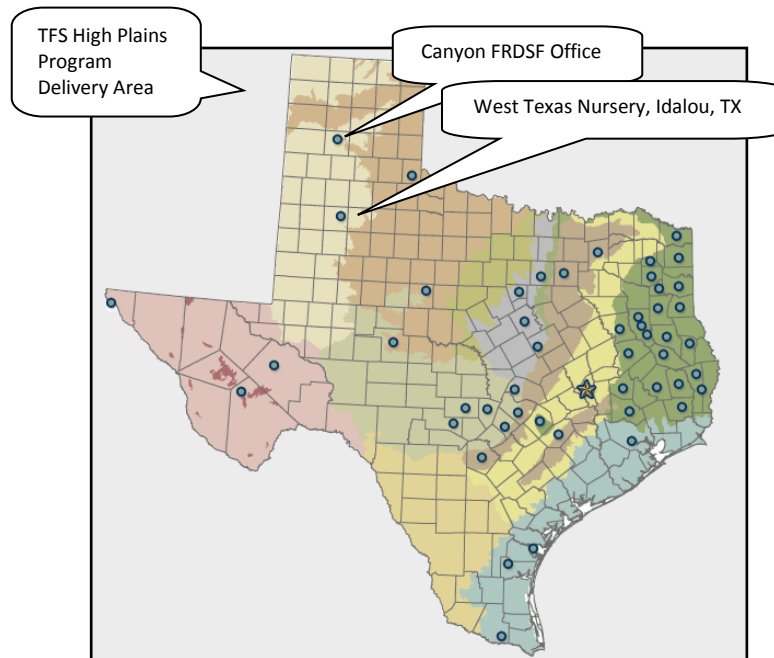 TFS High Plains
Program
Delivery Area
Canyon FRDSF Office
West Texas Nursery, Idalou, TX